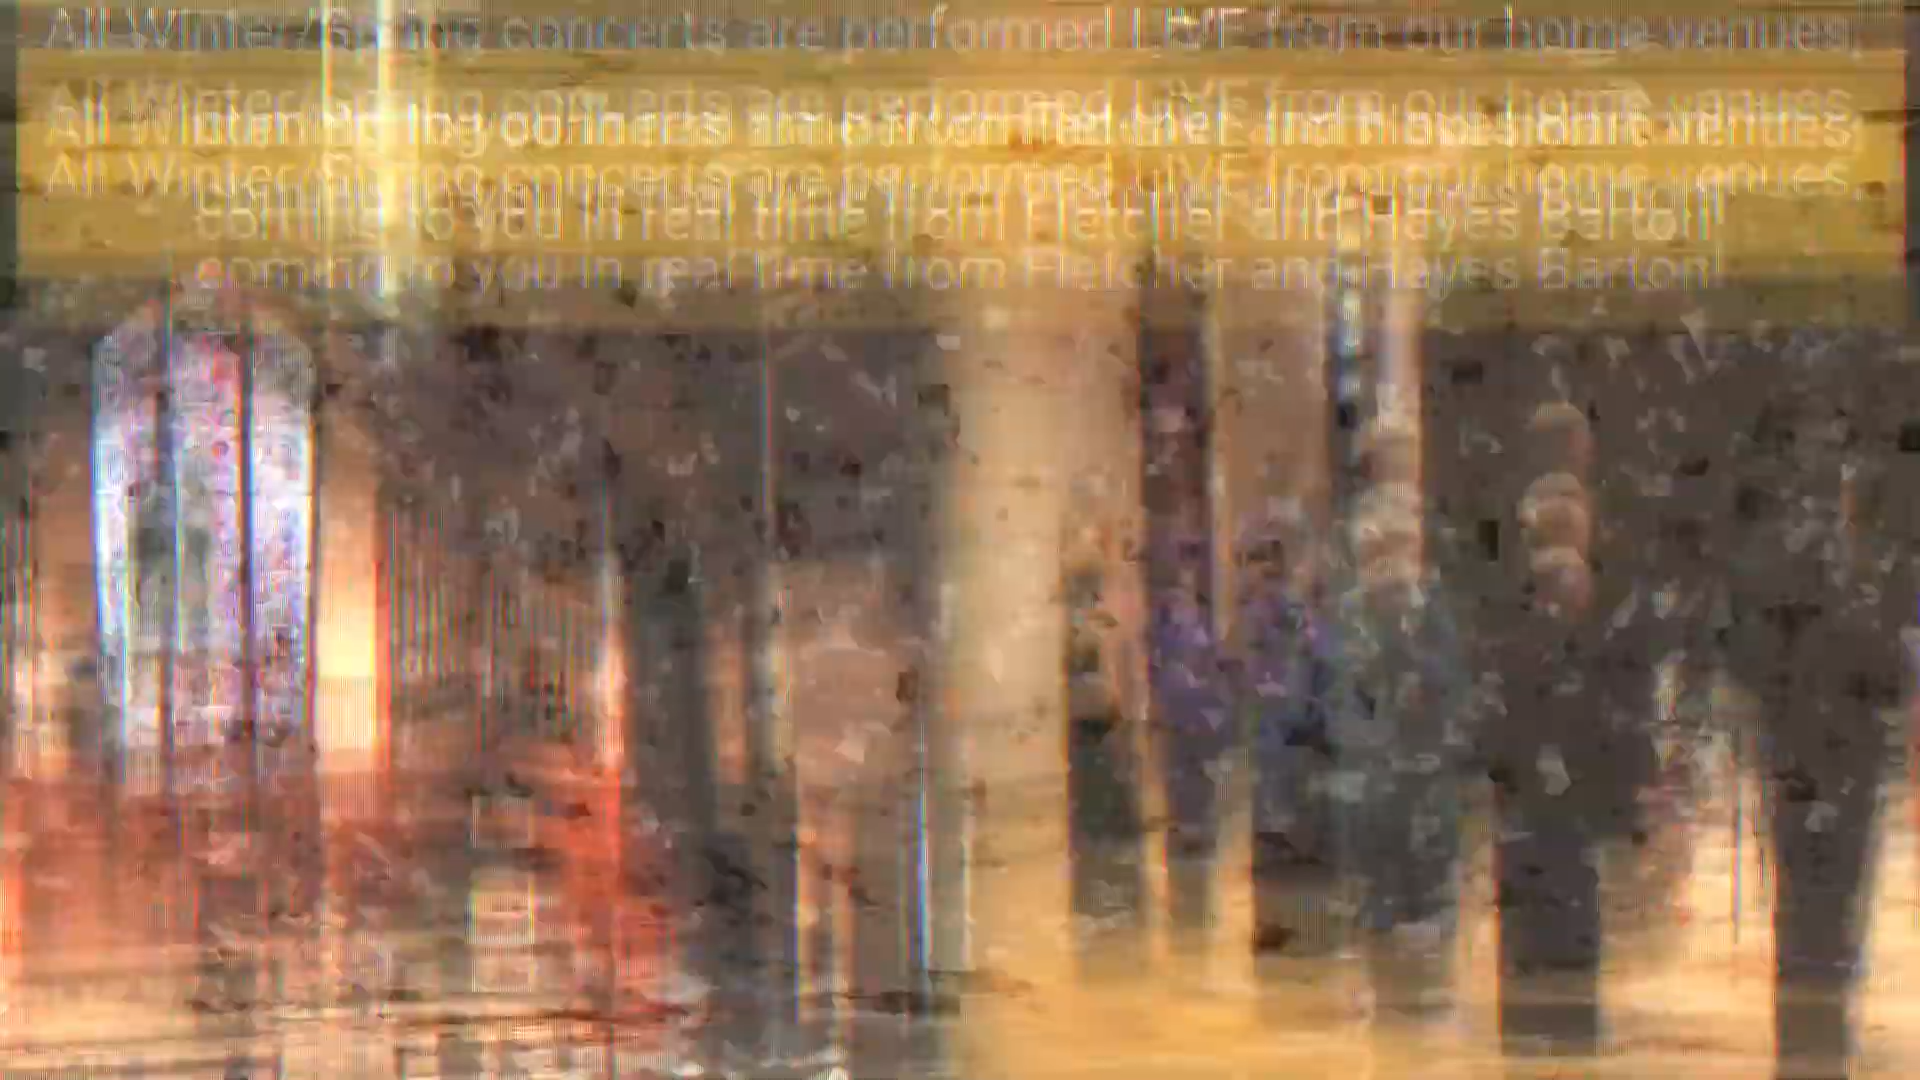 All Winter/Spring concerts are performed LIVE from our home venues,
coming to you in real time from Fletcher and Hayes Barton!